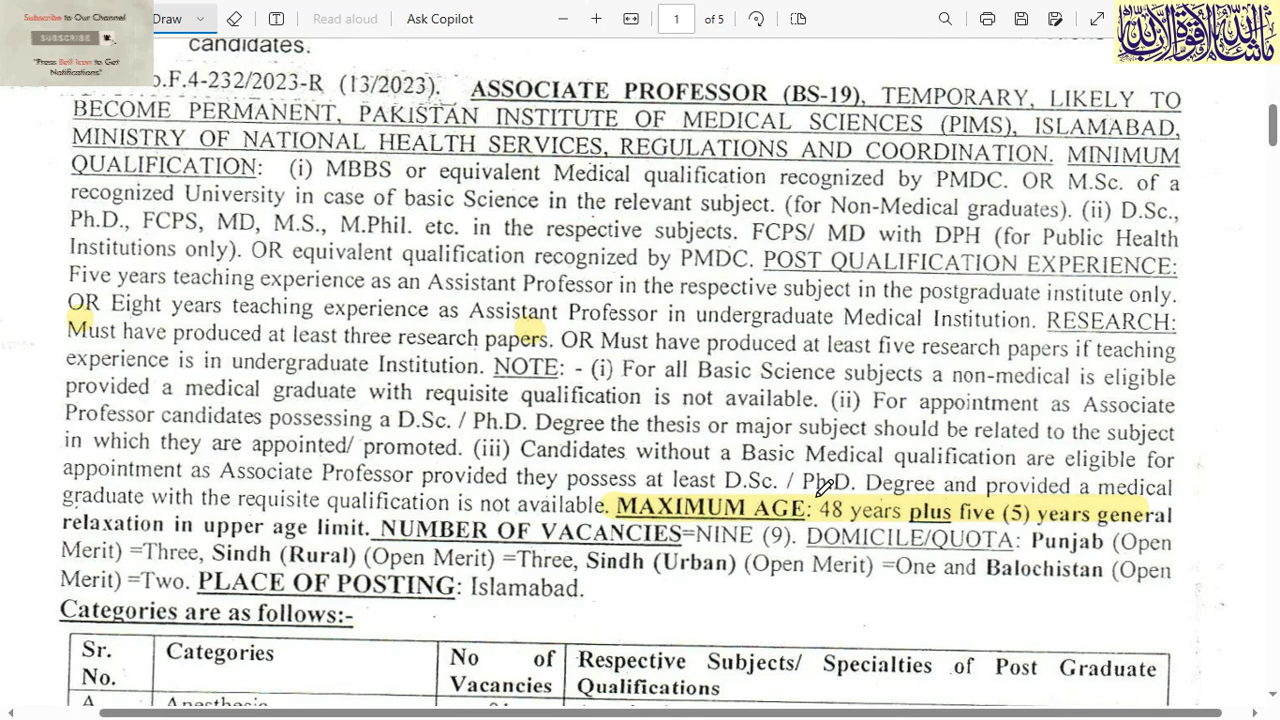 Subscribe to Our Channel
SUBSCRIBE
"Press Bell Icon to Get
Notifications"
Draw
Read aloud
Ask Copilot
1
of 5
candidates.
o.F.4-232/2023-R (13/2023). ASSOCIATE PROFESSOR (BS-19), TEMPORARY, LIKELY TO
BECOME PERMANENT, PAKISTAN INSTITUTE OF MEDICAL SCIENCES (PIMS), ISLAMABAD,
MINISTRY OF NATIONAL HEALTH SERVICES, REGULATIONS AND COORDINATION. MINIMUM
QUALIFICATION: (i) MBBS or equivalent Medical qualification recognized by PMDC. OR M.Sc. of a
recognized University in case of basic Science in the relevant subject. (for Non-Medical graduates). (ii) D.Sc.,
Ph.D., FCPS, MD, M.S., M.Phil. etc. in the respective subjects. FCPS/ MD with DPH (for Public Health
Institutions only). OR equivalent qualification recognized by PMDC. POST QUALIFICATION EXPERIENCE:
Five years teaching experience as an Assistant Professor in the respective subject in the postgraduate institute only.
OR Eight years teaching experience as Assistant Professor in undergraduate Medical Institution. RESEARCH:
Must have produced at least three research papers. OR Must have produced at least five research papers if teaching
experience is in undergraduate Institution. NOTE: - (i) For all Basic Science subjects a non-medical is eligible
provided a medical graduate with requisite qualification is not available. (ii) For appointment as Associate
Professor candidates possessing a D.Sc. / Ph.D. Degree the thesis or major subject should be related to the subject
in which they are appointed/ promoted. (iii) Candidates without a Basic Medical qualification are eligible for
appointment as Associate Professor provided they possess at least D.Sc. / Ph.D. Degree and provided a medical
graduate with the requisite qualification is not available. MAXIMUM AGE: 48 years plus five (5) years general
relaxation in upper age limit. NUMBER OF VACANCIES=NINE (9). DOMICILE/QUOTA: Punjab (Open
Merit) =Three, Sindh (Rural) (Open Merit) =Three, Sindh (Urban) (Open Merit) =One and Balochistan (Open
Merit) =Two. PLACE OF POSTING: Islamabad.
Categories are as follows:-
Sr. No.
Categories
No of Vacancies
Respective Subjects/ Specialties of Post Graduate Qualifications
A
Anesthesia